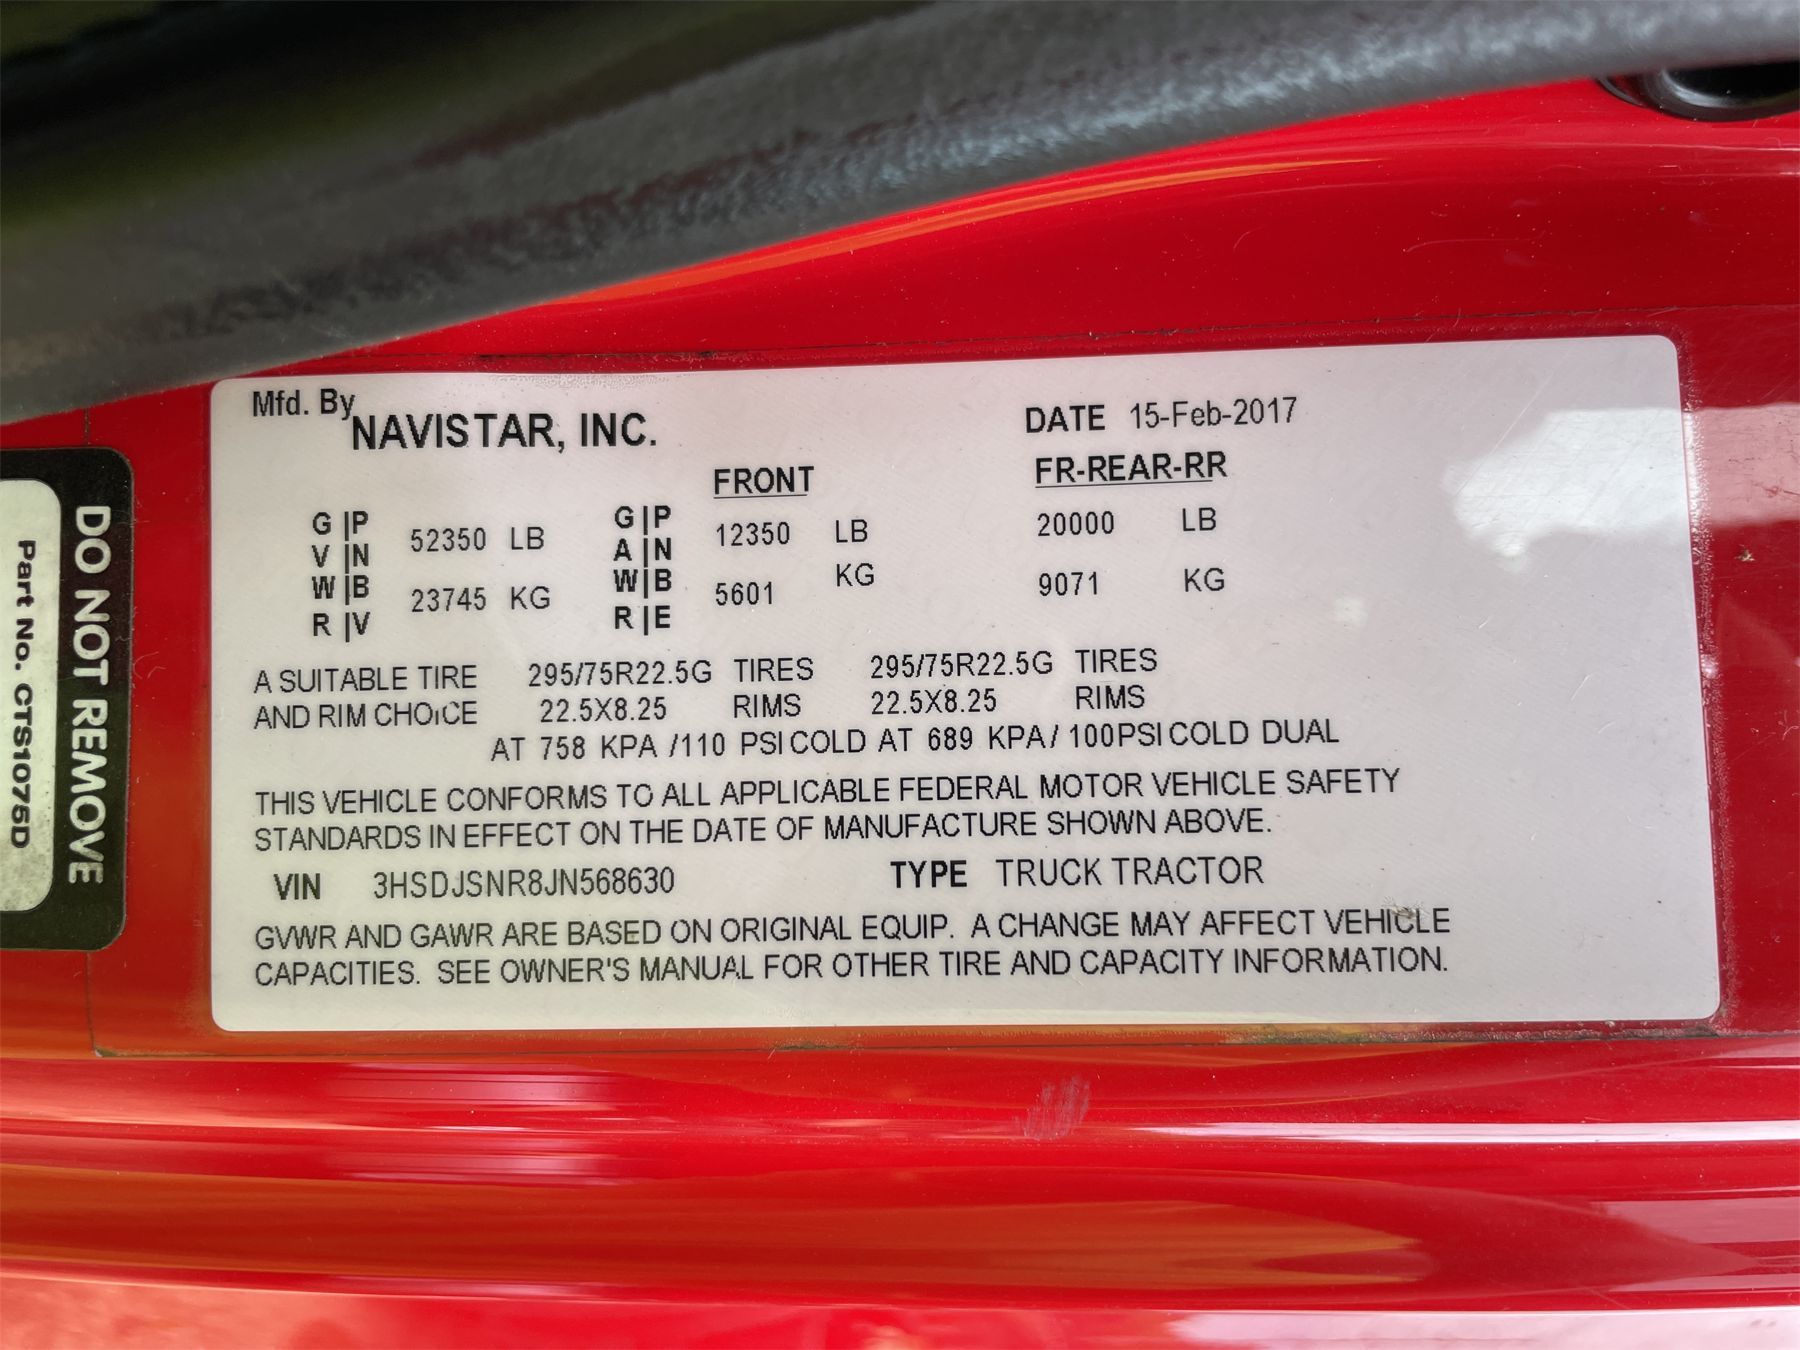 Mfd. By
NAVISTAR, INC.
DATE 15-Feb-2017
FRONT FR-REAR-RR
G |P 52350 LB G |P 12350 LB 20000 LB
V |N A |N
W |B 23745 KG W |B 5601 KG 9071 KG
R |V R |E
A SUITABLE TIRE 295/75R22.5G TIRES 295/75R22.5G TIRES
AND RIM CHOICE 22.5X8.25 RIMS 22.5X8.25 RIMS
AT 758 KPA /110 PSI COLD AT 689 KPA/ 100PSI COLD DUAL
THIS VEHICLE CONFORMS TO ALL APPLICABLE FEDERAL MOTOR VEHICLE SAFETY
STANDARDS IN EFFECT ON THE DATE OF MANUFACTURE SHOWN ABOVE.
VIN 3HSDJSNR8JN568630 TYPE TRUCK TRACTOR
GVWR AND GAWR ARE BASED ON ORIGINAL EQUIP. A CHANGE MAY AFFECT VEHICLE
CAPACITIES. SEE OWNER'S MANUAL FOR OTHER TIRE AND CAPACITY INFORMATION.
DO NOT REMOVE
Part No. CTS1075D